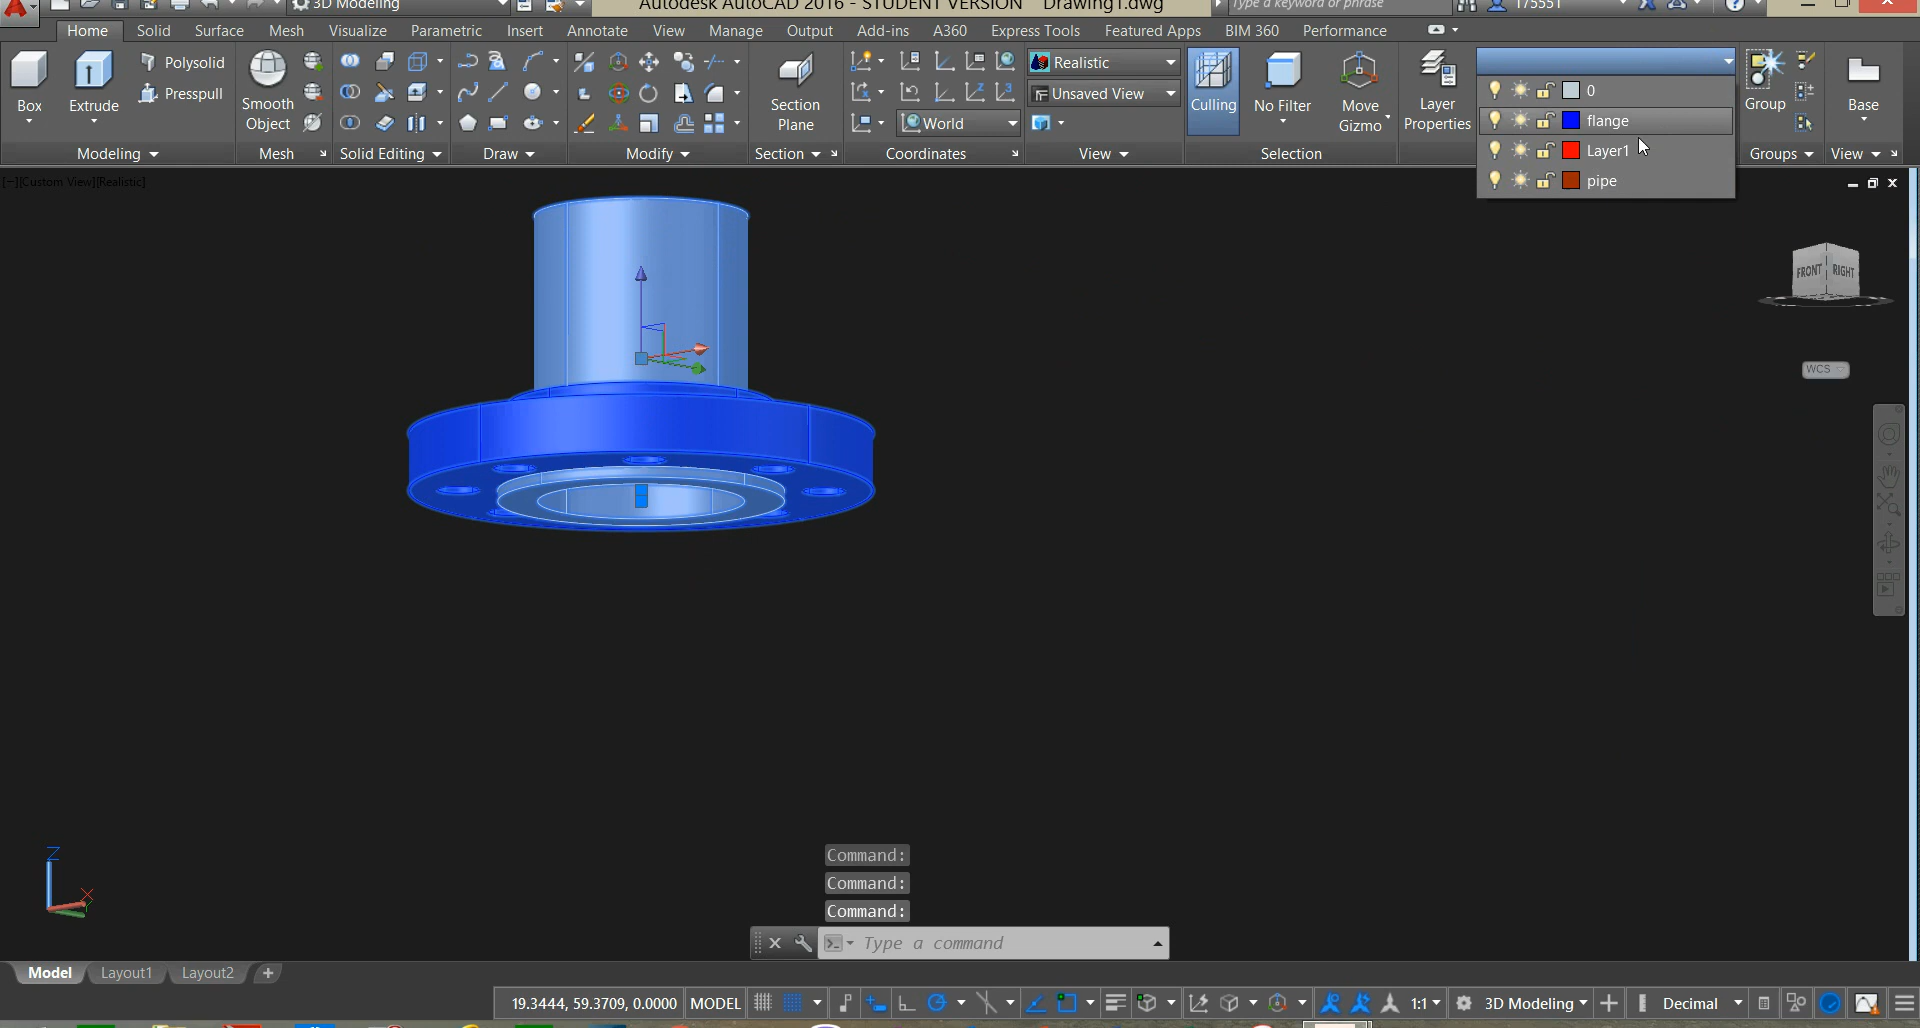 3D Modeling
Autodesk AutoCAD 2016 - STUDENT VERSION Drawing1.dwg
Type a keyword or phrase
175551
Home Solid Surface Mesh Visualize Parametric Insert Annotate View Manage Output Add-ins A360 Express Tools Featured Apps BIM 360 Performance
Box
Extrude
Polysolid
Presspull
Modeling
Smooth
Object
Mesh
Solid Editing
Draw
Modify
Section
Plane
Section
World
Coordinates
Realistic
Unsaved View
View
Culling
No Filter
Move
Gizmo
Selection
Layer
Properties
0
flange
Layer1
pipe
Group
Groups
Base
View
[−][Custom View][Realistic]
FRONT RIGHT
WCS
Z
X
Y
Command:
Command:
Command:
Type a command
Model Layout1 Layout2 +
19.3444, 59.3709, 0.0000 MODEL 1:1 3D Modeling Decimal